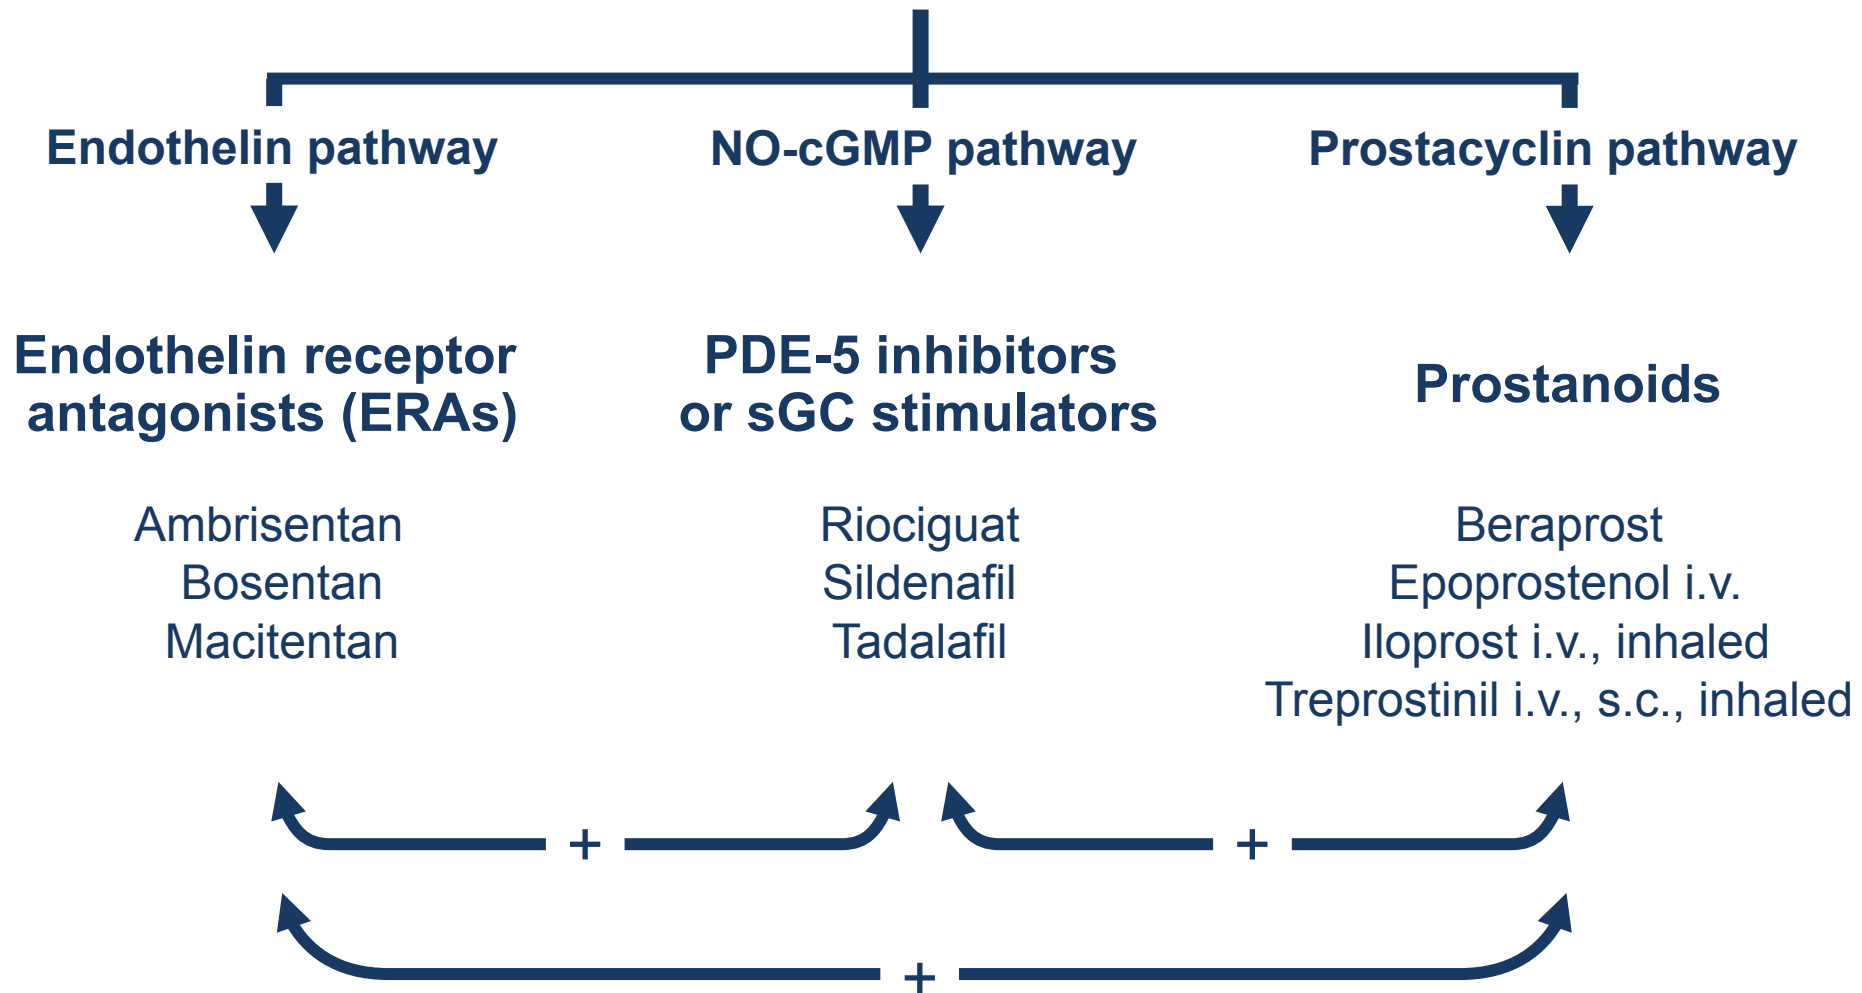 Endothelin pathway
NO-cGMP pathway
Prostacyclin pathway
Endothelin receptor
antagonists (ERAs)
PDE-5 inhibitors
or sGC stimulators
Prostanoids
Ambrisentan
Bosentan
Macitentan
Riociguat
Sildenafil
Tadalafil
Beraprost
Epoprostenol i.v.
Iloprost i.v., inhaled
Treprostinil i.v., s.c., inhaled
+
+
+